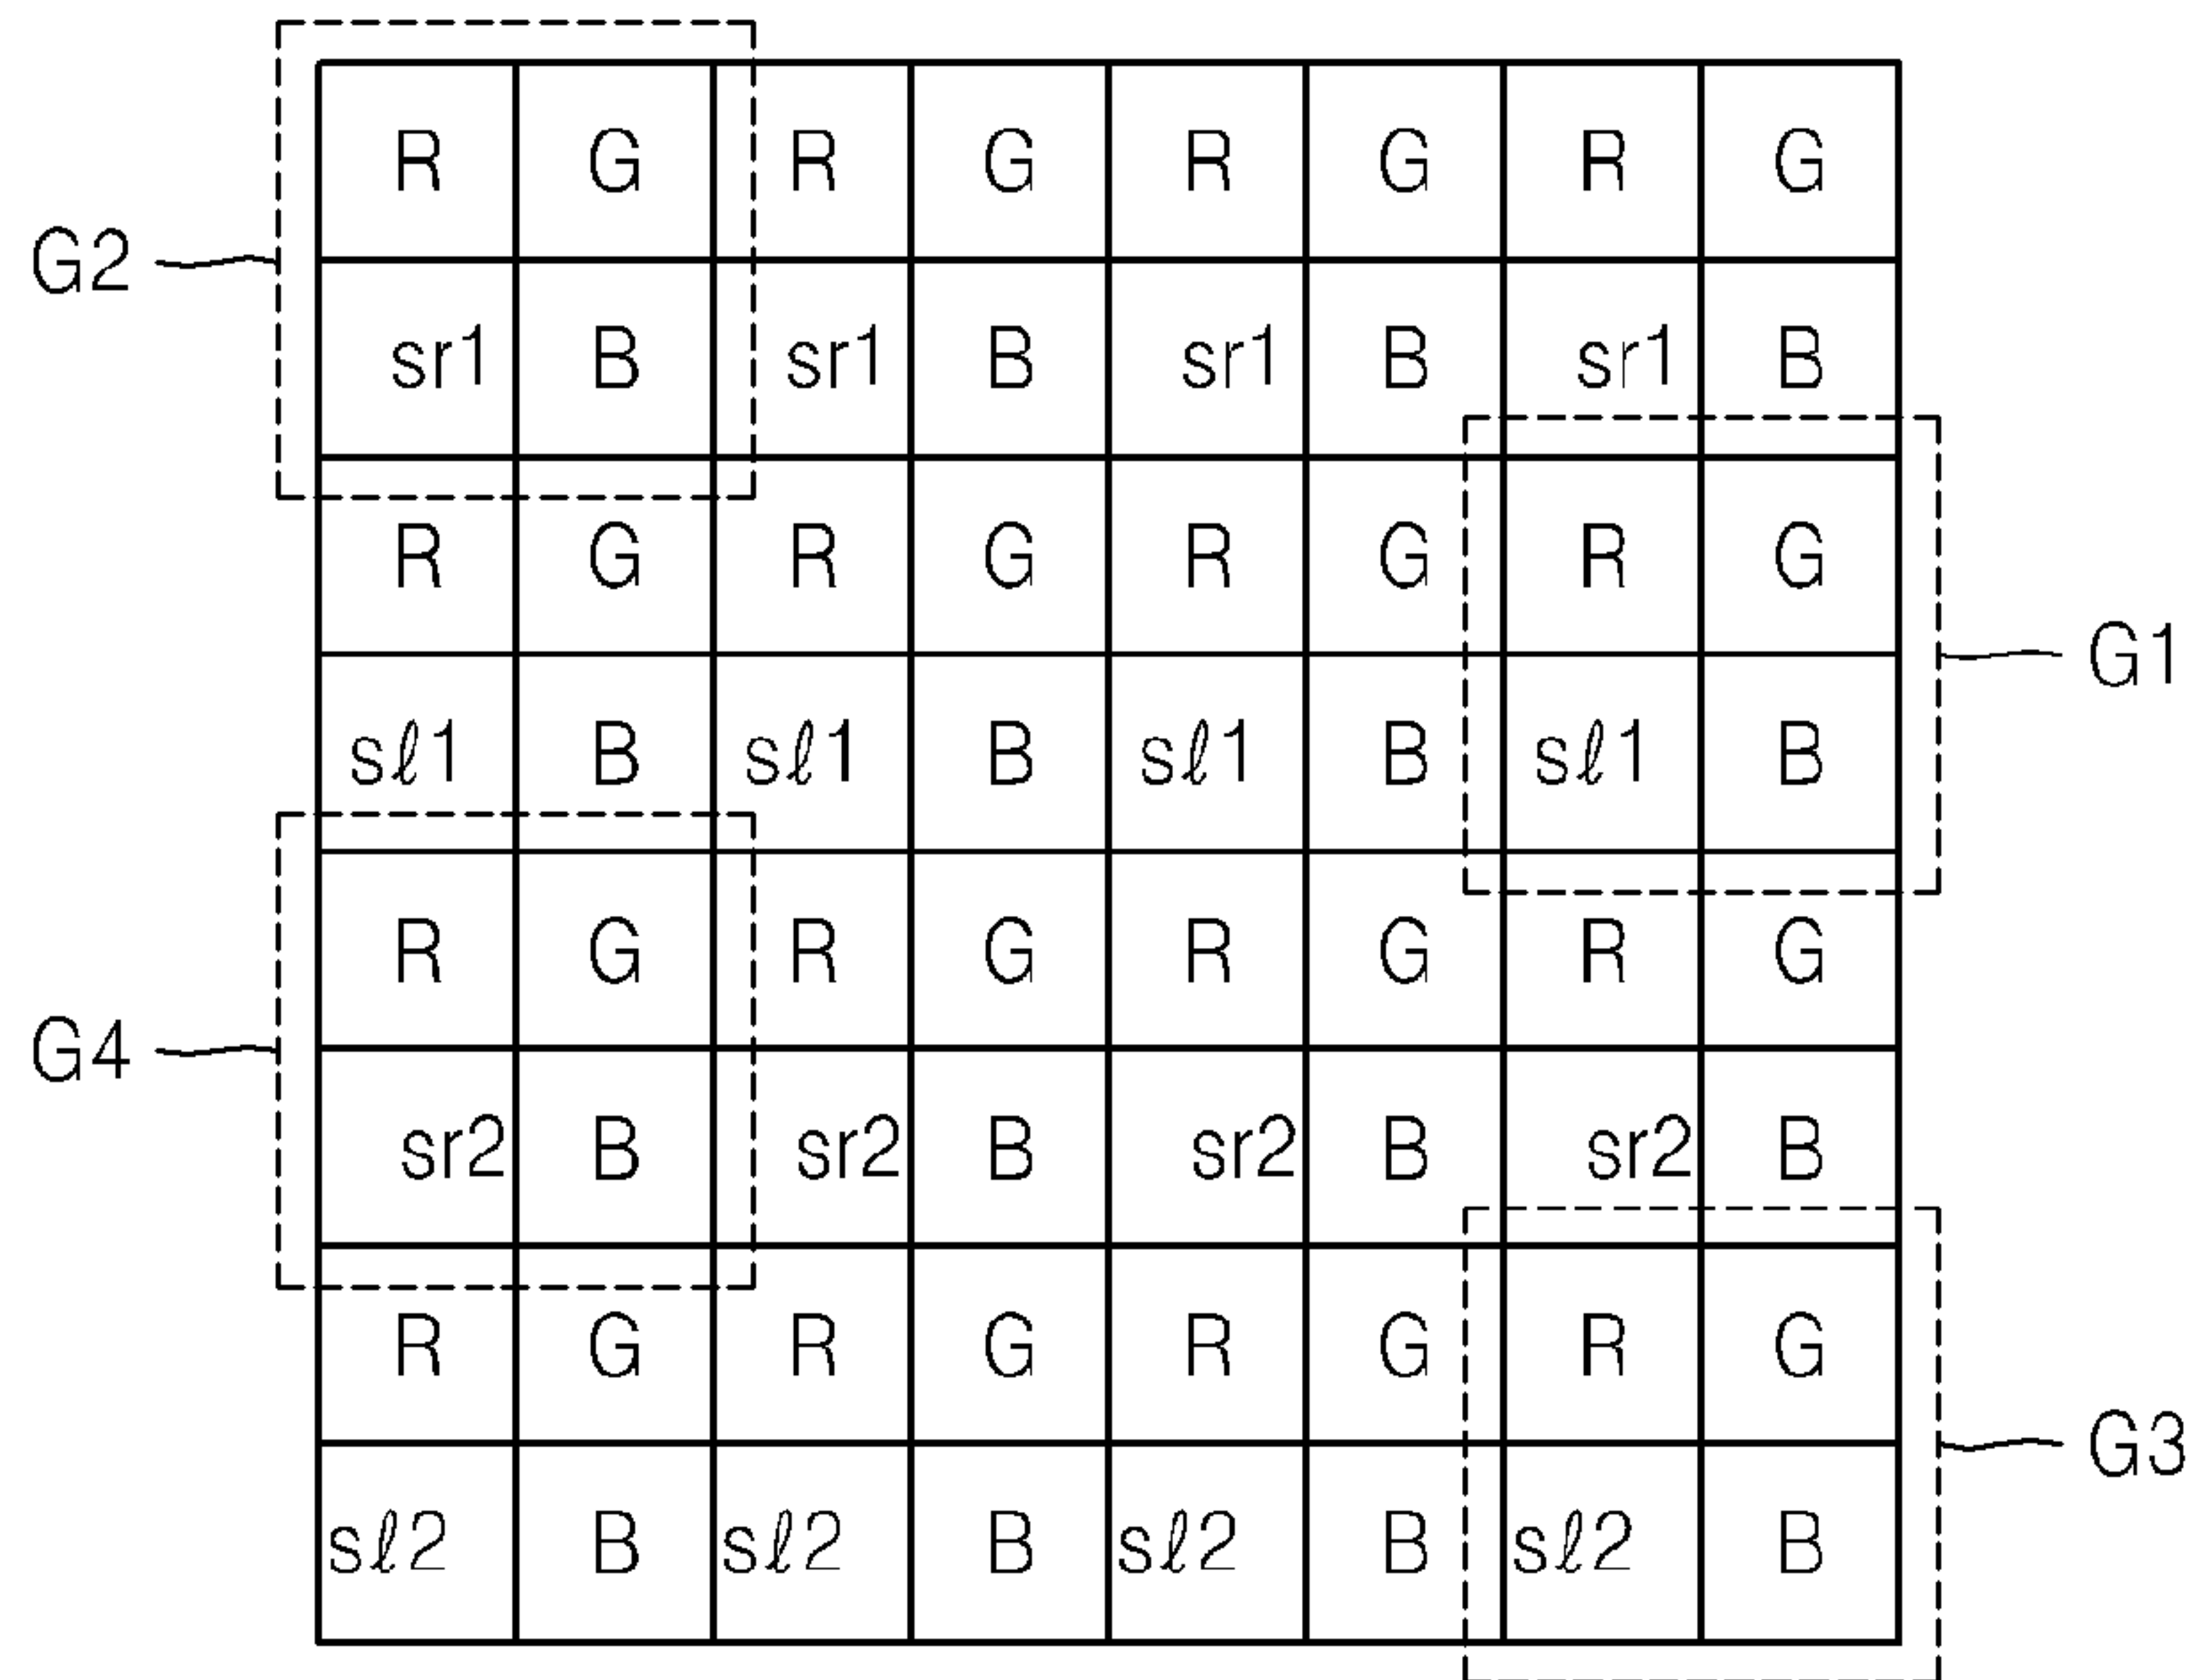 R G R G R G R G
G2
sr1 B sr1 B sr1 B sr1 B
R G R G R G R G
G1
sℓ1 B sℓ1 B sℓ1 B sℓ1 B
R G R G R G R G
G4
sr2 B sr2 B sr2 B sr2 B
R G R G R G R G
G3
sℓ2 B sℓ2 B sℓ2 B sℓ2 B